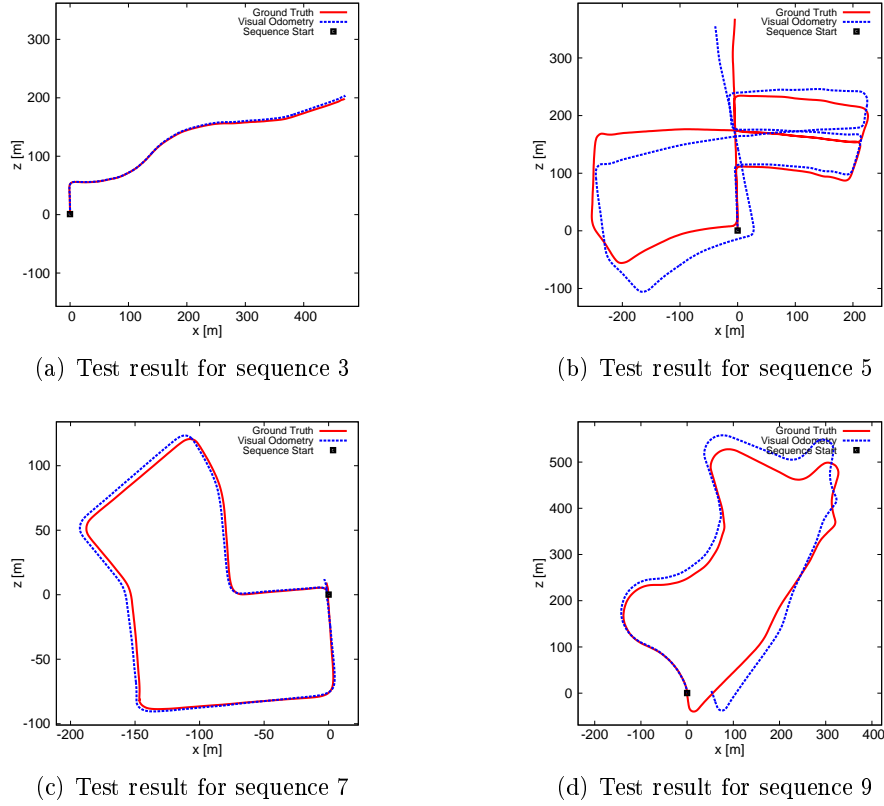 Ground Truth
Visual Odometry
Sequence Start
300
200
100
0
-100
z [m]
0 100 200 300 400
x [m]
(a) Test result for sequence 3
Ground Truth
Visual Odometry
Sequence Start
300
200
100
0
-100
z [m]
-200 -100 0 100 200
x [m]
(b) Test result for sequence 5
Ground Truth
Visual Odometry
Sequence Start
100
50
0
-50
-100
z [m]
-200 -150 -100 -50 0
x [m]
(c) Test result for sequence 7
Ground Truth
Visual Odometry
Sequence Start
500
400
300
200
100
0
z [m]
-200 -100 0 100 200 300 400
x [m]
(d) Test result for sequence 9